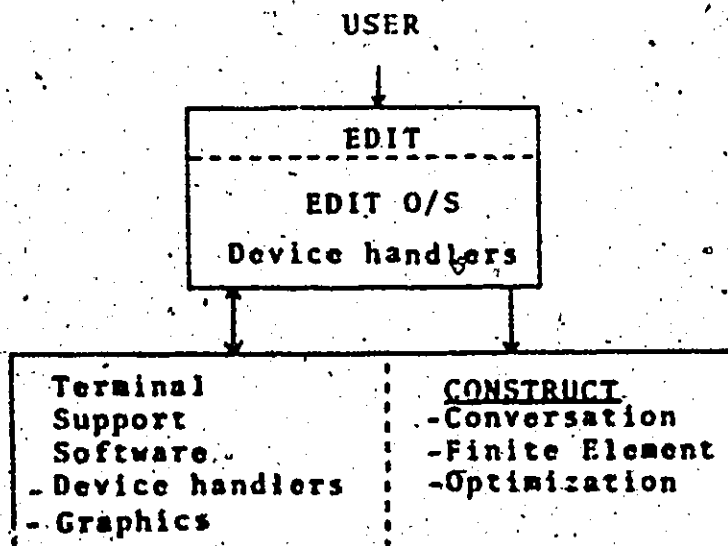 USER
EDIT
EDIT O/S
Device handlers
Terminal
Support
Software
- Device handlers
- Graphics
CONSTRUCT
-Conversation
-Finite Element
-Optimization